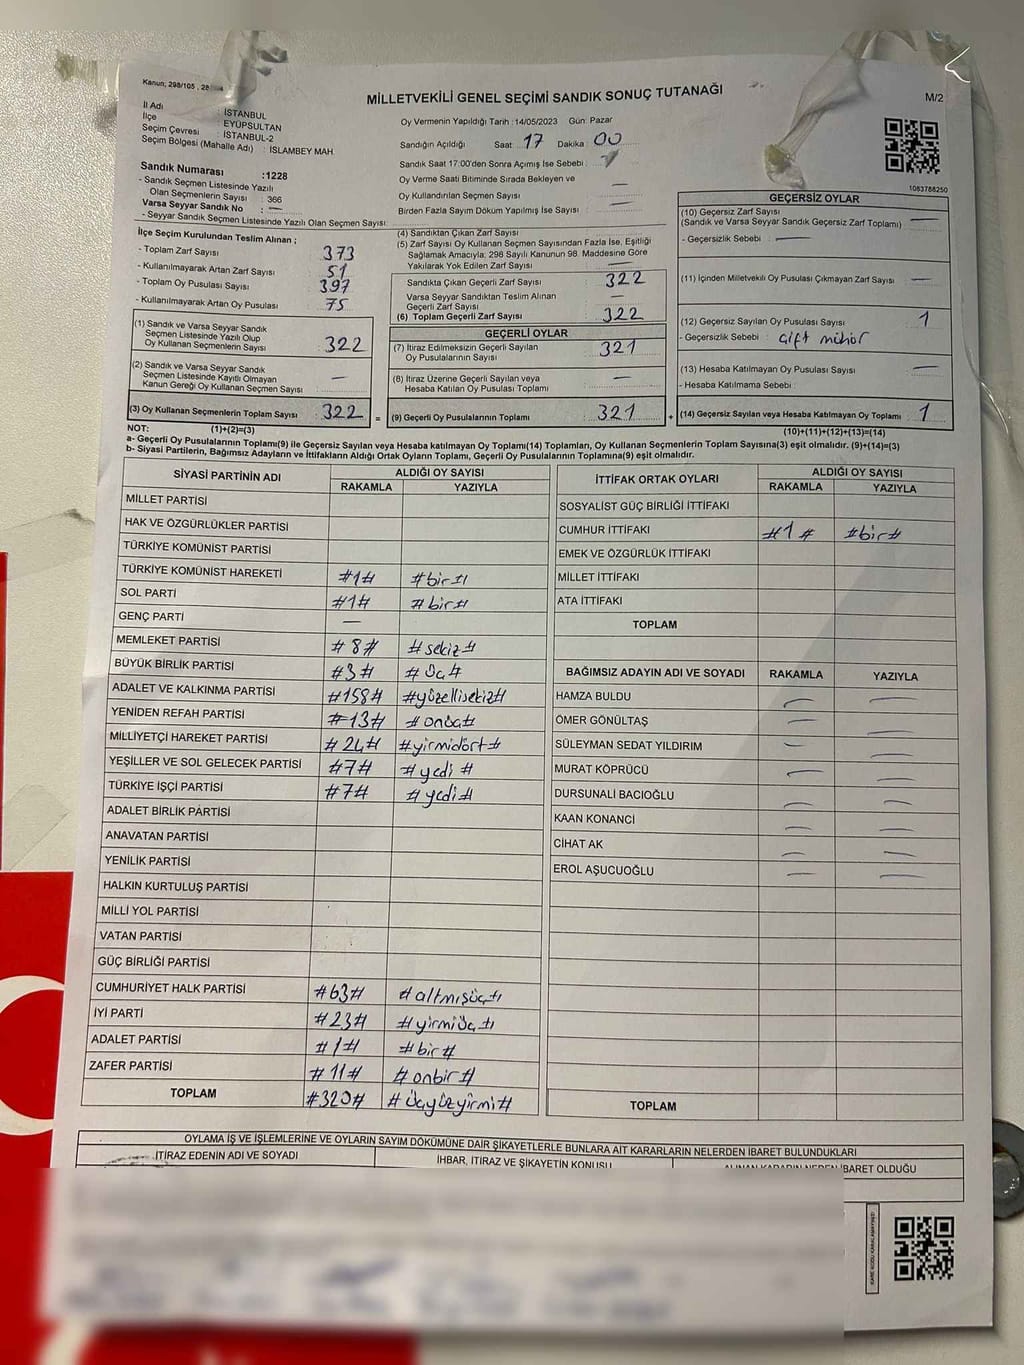 Kanun; 298/105 , 28
MİLLETVEKİLİ GENEL SEÇİMİ SANDIK SONUÇ TUTANAĞI
M/2
İl Adı : İSTANBUL
İlçe EYÜPSULTAN
Seçim Çevresi : İSTANBUL-2
Seçim Bölgesi (Mahalle Adı) : İSLAMBEY MAH.
Oy Vermenin Yapıldığı Tarih :14/05/2023 Gün: Pazar
Sandığın Açıldığı Saat 17 Dakika 00
Sandık Saat 17:00'den Sonra Açımış İse Sebebi :
Oy Verme Saati Bitiminde Sırada Bekleyen ve
Oy Kullandırılan Seçmen Sayısı —
Birden Fazla Sayım Döküm Yapılmış İse Sayısı —
1083788250
Sandık Numarası :1228
- Sandık Seçmen Listesinde Yazılı
Olan Seçmenlerin Sayısı : 366
Varsa Seyyar Sandık No : —
- Seyyar Sandık Seçmen Listesinde Yazılı Olan Seçmen Sayısı:
İlçe Seçim Kurulundan Teslim Alınan ;
- Toplam Zarf Sayısı 373
- Kullanılmayarak Artan Zarf Sayısı 51
- Toplam Oy Pusulası Sayısı 397
- Kullanılmayarak Artan Oy Pusulası 75
(1) Sandık ve Varsa Seyyar Sandık
Seçmen Listesinde Yazılı Olup
Oy Kullanan Seçmenlerin Sayısı 322
(2) Sandık ve Varsa Seyyar Sandık
Seçmen Listesinde Kayıtlı Olmayan
Kanun Gereği Oy Kullanan Seçmen Sayısı —
(3) Oy Kullanan Seçmenlerin Toplam Sayısı : 322 =
(4) Sandıktan Çıkan Zarf Sayısı
(5) Zarf Sayısı Oy Kullanan Seçmen Sayısından Fazla İse, Eşitliği
Sağlamak Amacıyla; 298 Sayılı Kanunun 98. Maddesine Göre
Yakılarak Yok Edilen Zarf Sayısı —
Sandıkta Çıkan Geçerli Zarf Sayısı 322
Varsa Seyyar Sandıktan Teslim Alınan
Geçerli Zarf Sayısı —
(6) Toplam Geçerli Zarf Sayısı 322
GEÇERLİ OYLAR
(7) İtiraz Edilmeksizin Geçerli Sayılan
Oy Pusulalarının Sayısı 321
(8) İtiraz Üzerine Geçerli Sayılan veya
Hesaba Katılan Oy Pusulası Toplamı —
(9) Geçerli Oy Pusulalarının Toplamı 321 +
GEÇERSİZ OYLAR
(10) Geçersiz Zarf Sayısı
(Sandık ve Varsa Seyyar Sandık Geçersiz Zarf Toplamı) —
- Geçersizlik Sebebi : —
(11) İçinden Milletvekili Oy Pusulası Çıkmayan Zarf Sayısı —
(12) Geçersiz Sayılan Oy Pusulası Sayısı 1
- Geçersizlik Sebebi : çift mühür
(13) Hesaba Katılmayan Oy Pusulası Sayısı —
- Hesaba Katılmama Sebebi :
(14) Geçersiz Sayılan veya Hesaba Katılmayan Oy Toplamı 1
NOT: (1)+(2)=(3)
(10)+(11)+(12)+(13)=(14)
a- Geçerli Oy Pusulalarının Toplamı(9) ile Geçersiz Sayılan veya Hesaba katılmayan Oy Toplamı(14) Toplamları, Oy Kullanan Seçmenlerin Toplam Sayısına(3) eşit olmalıdır. (9)+(14)=(3)
b- Siyasi Partilerin, Bağımsız Adayların ve İttifakların Aldığı Ortak Oyların Toplamı, Geçerli Oy Pusulalarının Toplamına(9) eşit olmalıdır.
SİYASİ PARTİNİN ADI ALDIĞI OY SAYISI
RAKAMLA YAZIYLA
MİLLET PARTİSİ
HAK VE ÖZGÜRLÜKLER PARTİSİ
TÜRKİYE KOMÜNİST PARTİSİ
TÜRKİYE KOMÜNİST HAREKETİ #1# #bir#
SOL PARTİ #1# #bir#
GENÇ PARTİ —
MEMLEKET PARTİSİ #8# #sekiz#
BÜYÜK BİRLİK PARTİSİ #3# #üç#
ADALET VE KALKINMA PARTİSİ #158# #yüzellisekiz#
YENİDEN REFAH PARTİSİ #13# #onüç#
MİLLİYETÇİ HAREKET PARTİSİ #24# #yirmidört#
YEŞİLLER VE SOL GELECEK PARTİSİ #7# #yedi#
TÜRKİYE İŞÇİ PARTİSİ #7# #yedi#
ADALET BİRLİK PARTİSİ
ANAVATAN PARTİSİ
YENİLİK PARTİSİ
HALKIN KURTULUŞ PARTİSİ
MİLLİ YOL PARTİSİ
VATAN PARTİSİ
GÜÇ BİRLİĞİ PARTİSİ
CUMHURİYET HALK PARTİSİ #63# #altmışüç#
İYİ PARTİ #23# #yirmiüç#
ADALET PARTİSİ #1# #bir#
ZAFER PARTİSİ #11# #onbir#
TOPLAM #320# #üçyüzyirmi#
İTTİFAK ORTAK OYLARI ALDIĞI OY SAYISI
RAKAMLA YAZIYLA
SOSYALİST GÜÇ BİRLİĞİ İTTİFAKI
CUMHUR İTTİFAKI #1# #bir#
EMEK VE ÖZGÜRLÜK İTTİFAKI
MİLLET İTTİFAKI
ATA İTTİFAKI
TOPLAM
BAĞIMSIZ ADAYIN ADI VE SOYADI RAKAMLA YAZIYLA
HAMZA BULDU — —
ÖMER GÖNÜLTAŞ — —
SÜLEYMAN SEDAT YILDIRIM — —
MURAT KÖPRÜCÜ — —
DURSUNALİ BACIOĞLU — —
KAAN KONANCİ — —
CİHAT AK — —
EROL AŞUCUOĞLU — —
TOPLAM
OYLAMA İŞ VE İŞLEMLERİNE VE OYLARIN SAYIM DÖKÜMÜNE DAİR ŞİKAYETLERLE BUNLARA AİT KARARLARIN NELERDEN İBARET BULUNDUKLARI
İTİRAZ EDENİN ADI VE SOYADI İHBAR, İTİRAZ VE ŞİKAYETİN KONUSU ALINAN KARARIN NEDEN İBARET OLDUĞU